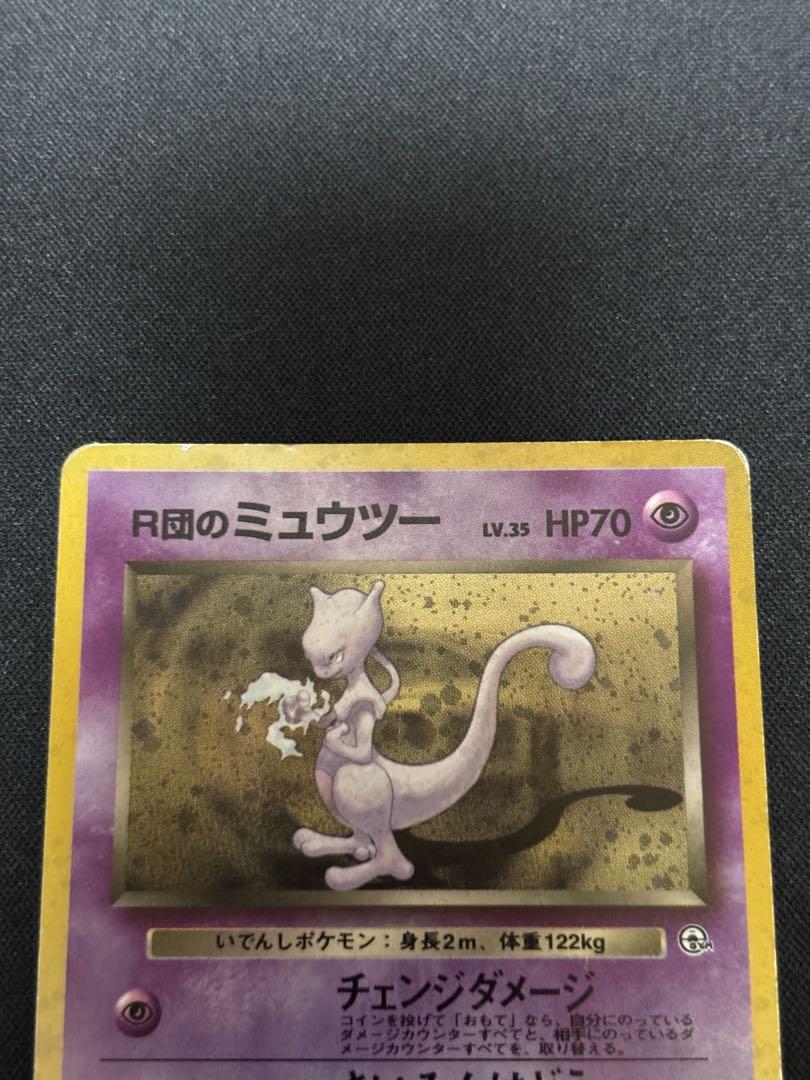 R団のミュウツー LV.35 HP70
いでんしポケモン：身長2m、体重122kg
GYM
チェンジダメージ
コインを投げて「おもて」なら、自分にのっている
ダメージカウンターすべてと、相手にのっているダ
メージカウンターすべてを、取り替える。